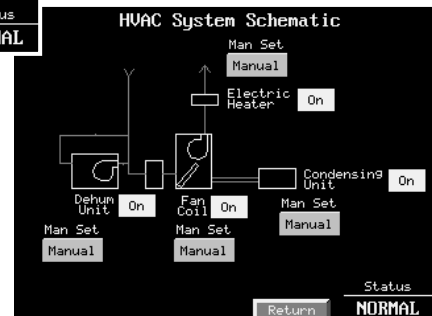 us
HVAC System Schematic
Man Set
Manual
Electric
Heater
On
Condensing
Unit
On
Dehum
Unit
On
Fan
Coil
On
Man Set
Manual
Man Set
Manual
Man Set
Manual
Status
NORMAL
Return